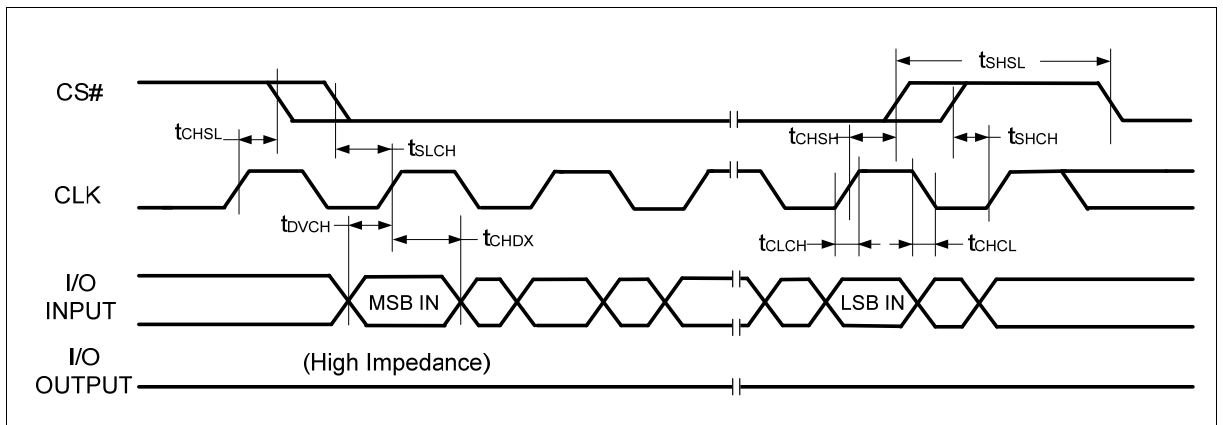 CS#
tSHSL
tCHSL
tSLCH
tCHSH
tSHCH
CLK
tDVCH
tCHDX
tCLCH
tCHCL
I/O
INPUT
MSB IN
LSB IN
I/O
OUTPUT
(High Impedance)